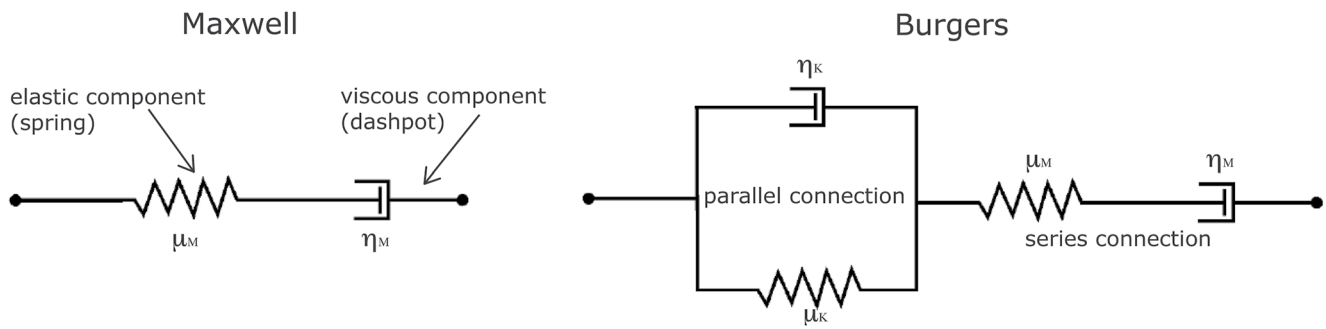 Maxwell
elastic component
(spring)
viscous component
(dashpot)
μM
ηM
Burgers
ηK
parallel connection
μK
μM
ηM
series connection